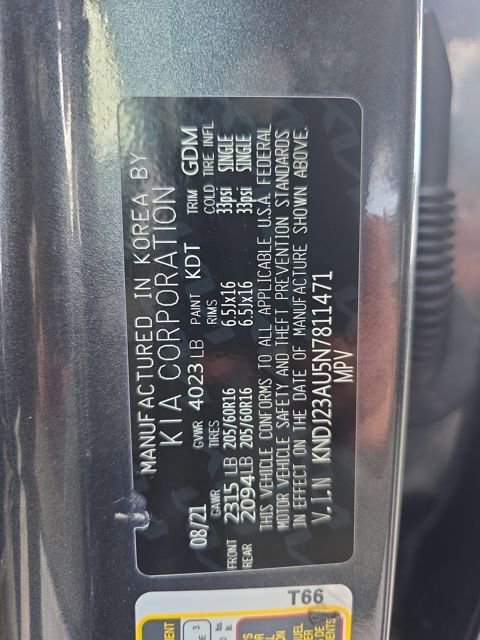 MANUFACTURED IN KOREA BY
KIA CORPORATION
08/21 GVWR 4023 LB PAINT KDT TRIM GDM
GAWR TIRES RIMS COLD TIRE INFL
FRONT 2315 LB 205/60R16 6.5Jx16 33psi SINGLE
REAR 2094LB 205/60R16 6.5Jx16 33psi SINGLE
THIS VEHICLE CONFORMS TO ALL APPLICABLE U.S.A. FEDERAL
MOTOR VEHICLE SAFETY AND THEFT PREVENTION STANDARDS
IN EFFECT ON THE DATE OF MANUFACTURE SHOWN ABOVE.
V.I.N KNDJ23AU5N7811471
MPV
T66